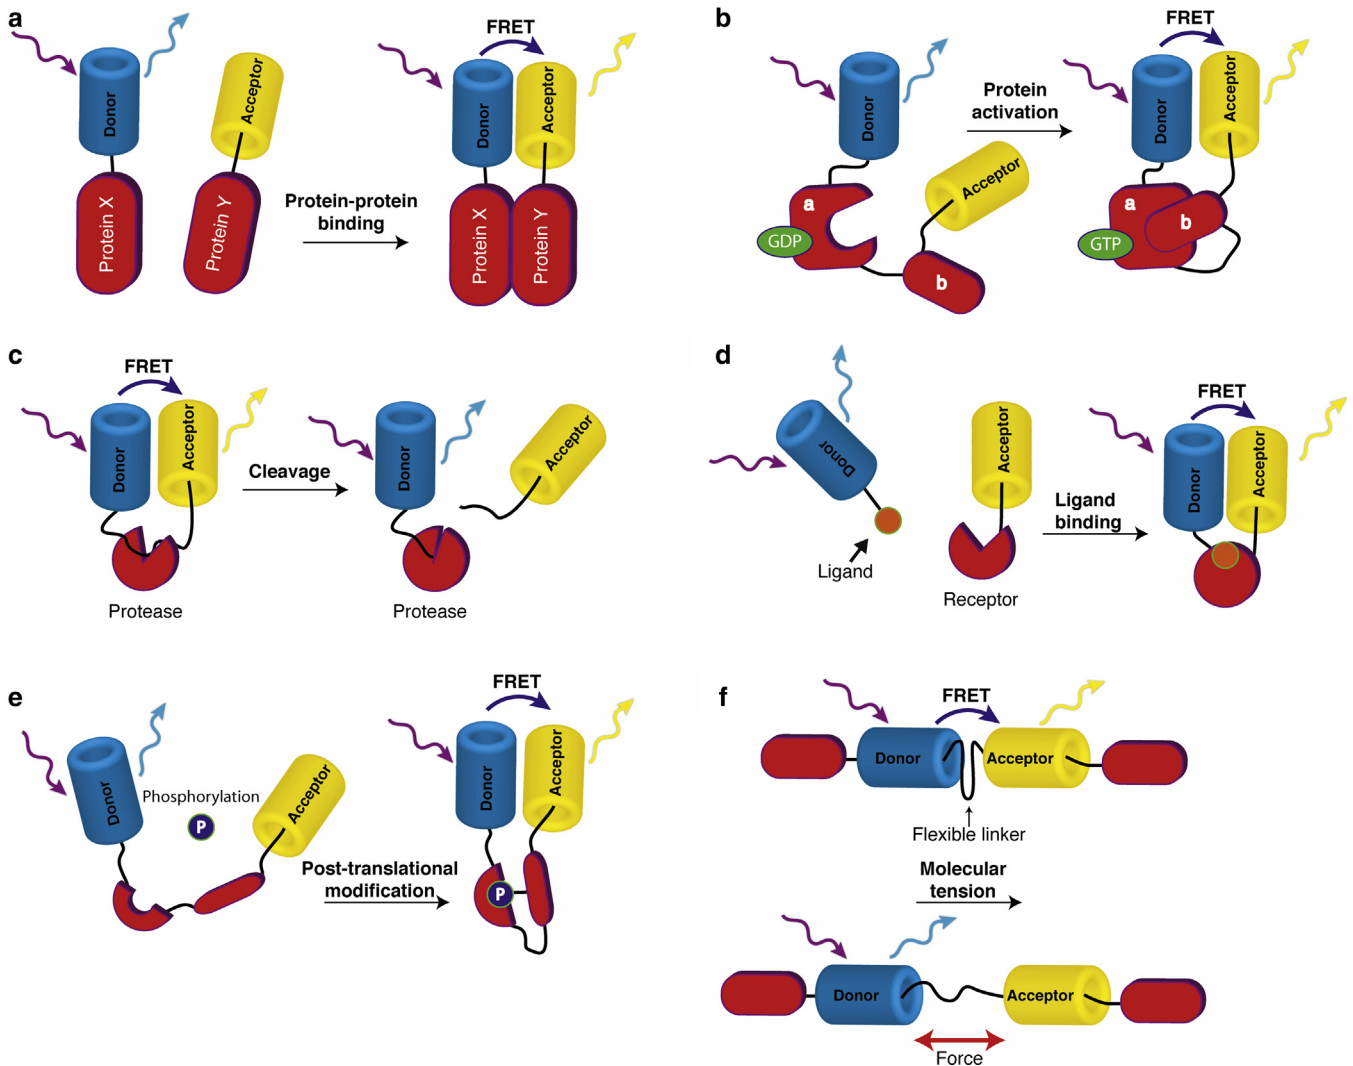 a
FRET
Donor
Acceptor
Donor
Acceptor
Protein X
Protein Y
Protein-protein
binding
Protein X
Protein Y
b
FRET
Donor
Protein
activation
Donor
Acceptor
Acceptor
a
GDP
b
a
b
GTP
c
FRET
Donor
Acceptor
Cleavage
Donor
Acceptor
Protease
Protease
d
FRET
Donor
Acceptor
Donor
Acceptor
Ligand
binding
Ligand
Receptor
e
FRET
Donor
Phosphorylation
P
Acceptor
Donor
Acceptor
Post-translational
modification
P
f
FRET
Donor
Acceptor
Flexible linker
Molecular
tension
Donor
Acceptor
Force